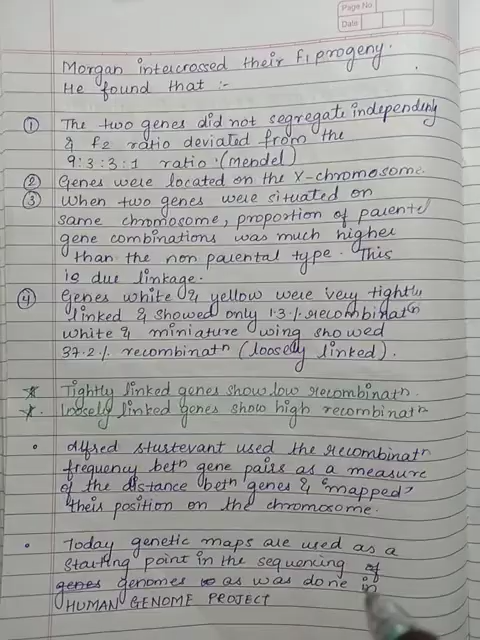 Page No
Date
Morgan intercrossed their F1 progeny.
He found that :-
① The two genes did not segregate independenly
& F2 ratio deviated from the
9:3:3:1 ratio. (Mendel)
② Genes were located on the X-chromosome.
③ When two genes were situated on
same chromosome, proportion of parental
gene combinations was much higher
than the non parental type. This
is due linkage.
④ Genes white & yellow were very tightly
linked & showed only 1.3% recombinatn
white & miniature wing showed
37.2% recombinatn (loosely linked).
* Tightly linked genes show low recombinatn.
* Loosely linked genes show high recombinatn
• Alfred Sturtevant used the recombinatn
frequency betn gene pairs as a measure
of the distance betn genes & 'mapped'
their position on the chromosome.
• Today genetic maps are used as a
starting point in the sequencing of
genes genomes as was done in
HUMAN GENOME PROJECT